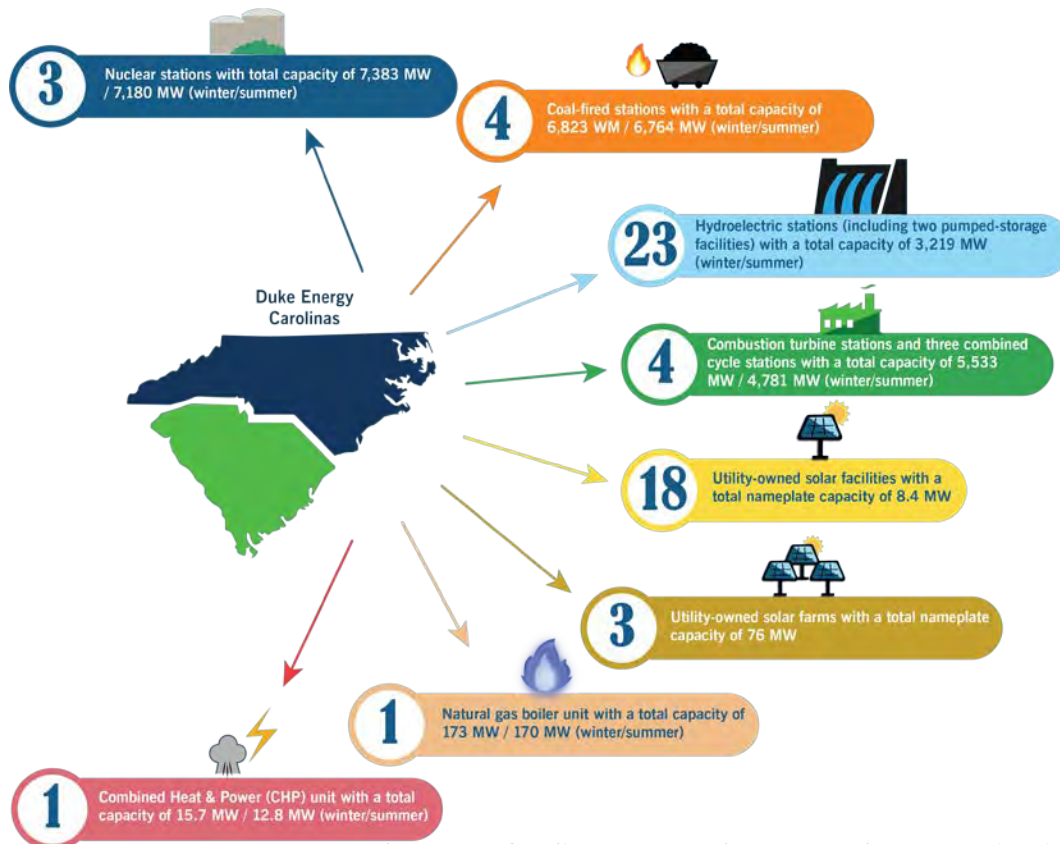 3
Nuclear stations with total capacity of 7,383 MW
/ 7,180 MW (winter/summer)
4
Coal-fired stations with a total capacity of
6,823 WM / 6,764 MW (winter/summer)
23
Hydroelectric stations (including two pumped-storage
facilities) with a total capacity of 3,219 MW
(winter/summer)
Duke Energy
Carolinas
4
Combustion turbine stations and three combined
cycle stations with a total capacity of 5,533
MW / 4,781 MW (winter/summer)
18
Utility-owned solar facilities with a
total nameplate capacity of 8.4 MW
3
Utility-owned solar farms with a total nameplate
capacity of 76 MW
1
Natural gas boiler unit with a total capacity of
173 MW / 170 MW (winter/summer)
1
Combined Heat & Power (CHP) unit with a total
capacity of 15.7 MW / 12.8 MW (winter/summer)